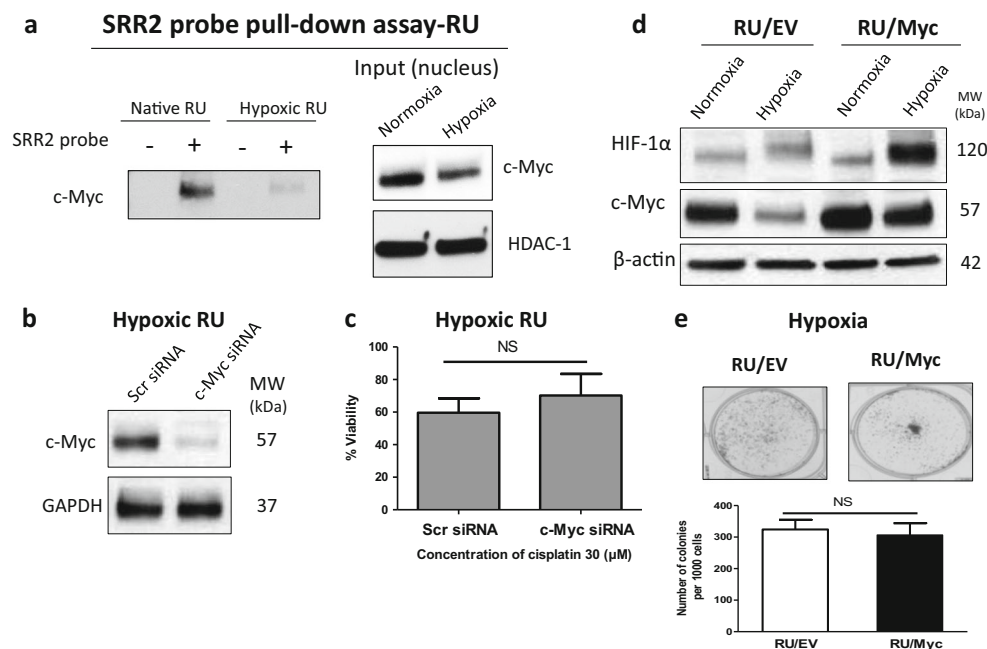 a
SRR2 probe pull-down assay-RU
Native RU Hypoxic RU
SRR2 probe - + - +
c-Myc
Input (nucleus)
Normoxia Hypoxia
c-Myc
HDAC-1
b
Hypoxic RU
Scr siRNA c-Myc siRNA
MW
(kDa)
c-Myc 57
GAPDH 37
c
Hypoxic RU
NS
% Viability
100
80
60
40
20
0
Scr siRNA c-Myc siRNA
Concentration of cisplatin 30 (µM)
d
RU/EV RU/Myc
Normoxia Hypoxia Normoxia Hypoxia
MW
(kDa)
HIF-1α 120
c-Myc 57
β-actin 42
e
Hypoxia
RU/EV RU/Myc
NS
Number of colonies
per 1000 cells
400
300
200
100
0
RU/EV RU/Myc